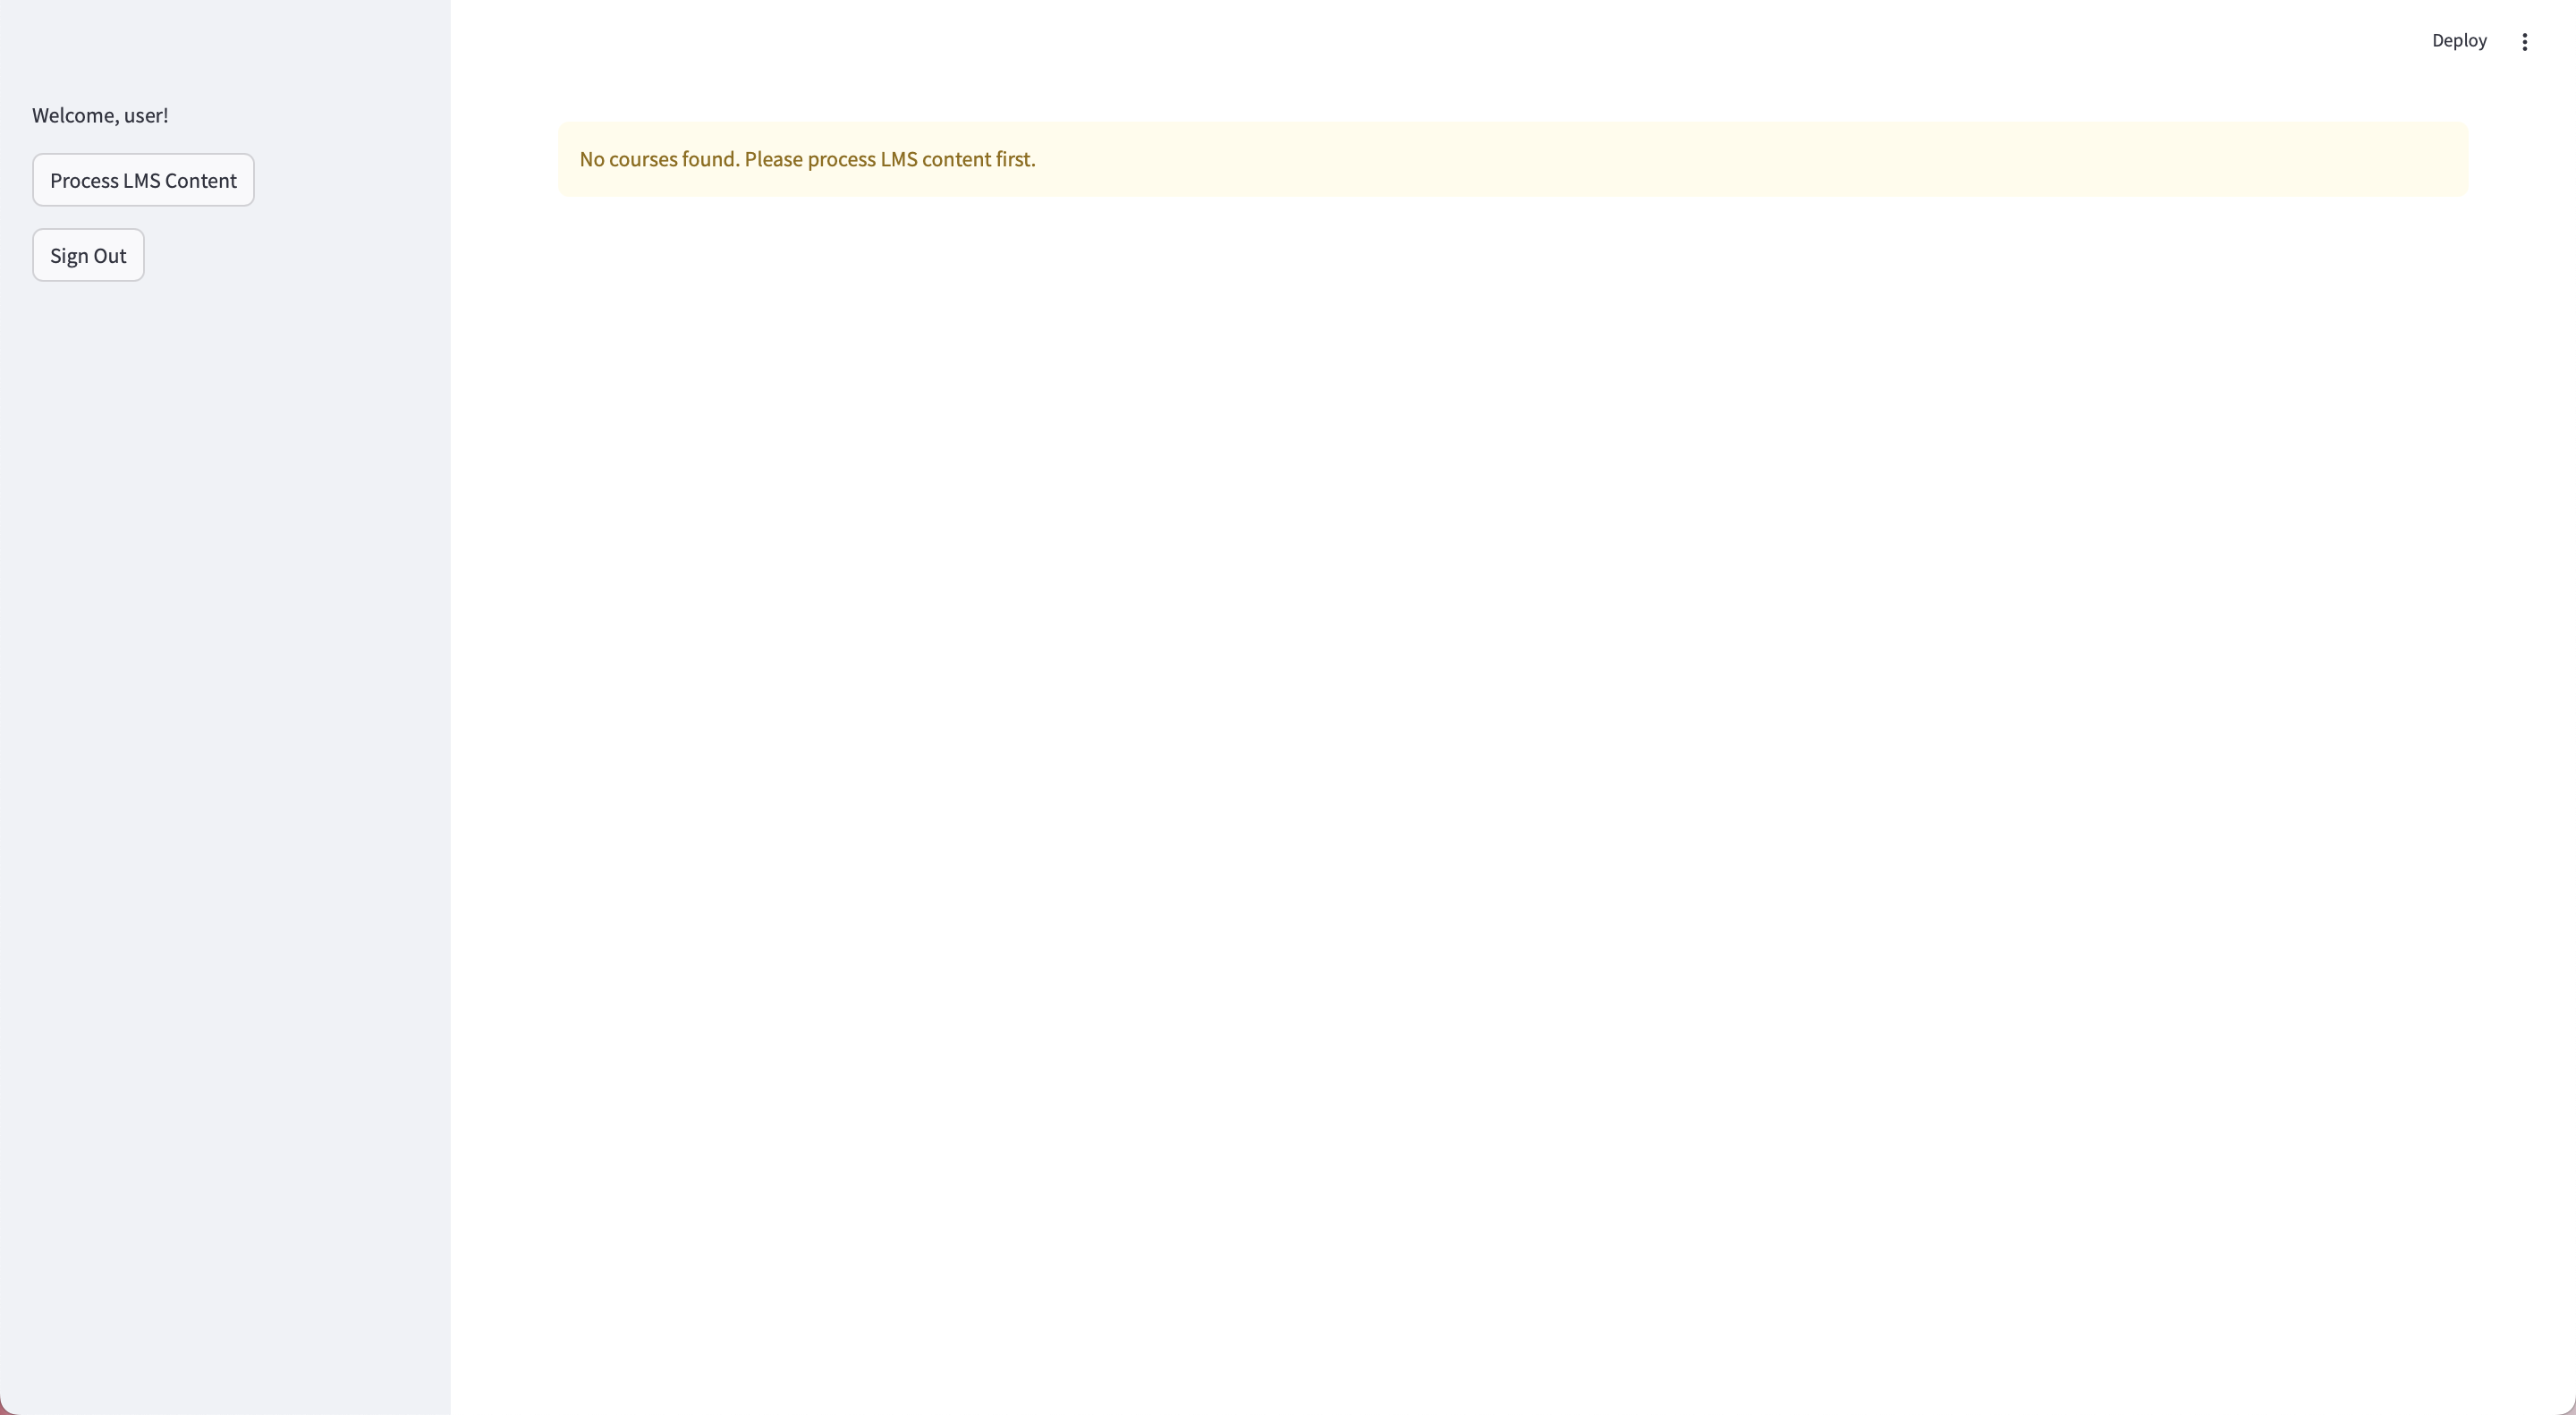 Deploy
Welcome, user!
Process LMS Content
Sign Out
No courses found. Please process LMS content first.